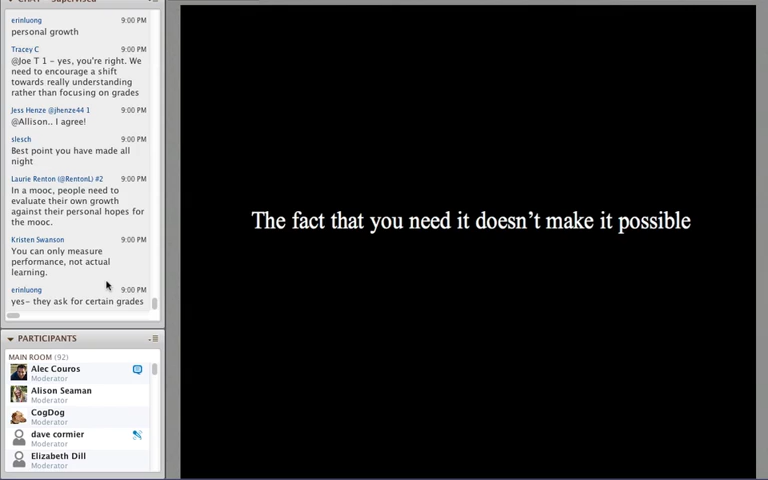 CHAT - Supervised
erinluong 9:00 PM
personal growth
Tracey C 9:00 PM
@Joe T 1 - yes, you're right. We
need to encourage a shift
towards really understanding
rather than focusing on grades
Jess Henze @jhenze44 1 9:00 PM
@Allison.. I agree!
slesch 9:00 PM
Best point you have made all
night
Laurie Renton (@RentonL) #2 9:00 PM
In a mooc, people need to
evaluate their own growth
against their personal hopes for
the mooc.
Kristen Swanson 9:00 PM
You can only measure
performance, not actual
learning.
erinluong 9:00 PM
yes- they ask for certain grades
The fact that you need it doesn’t make it possible
PARTICIPANTS
MAIN ROOM (92)
Alec Couros
Moderator
Alison Seaman
Moderator
CogDog
Moderator
dave cormier
Moderator
Elizabeth Dill
Moderator